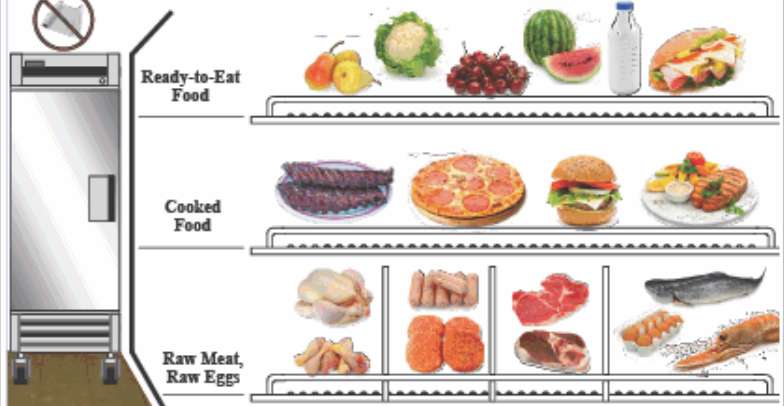 Ready-to-Eat
Food
Cooked
Food
Raw Meat,
Raw Eggs